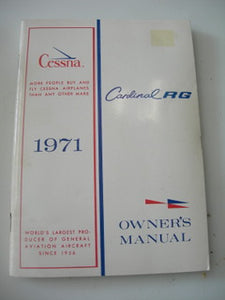 Cessna.
MORE PEOPLE BUY AND
FLY CESSNA AIRPLANES
THAN ANY OTHER MAKE
1971
WORLD'S LARGEST PRO-
DUCER OF GENERAL
AVIATION AIRCRAFT
SINCE 1956
Cardinal RG
OWNER'S
MANUAL